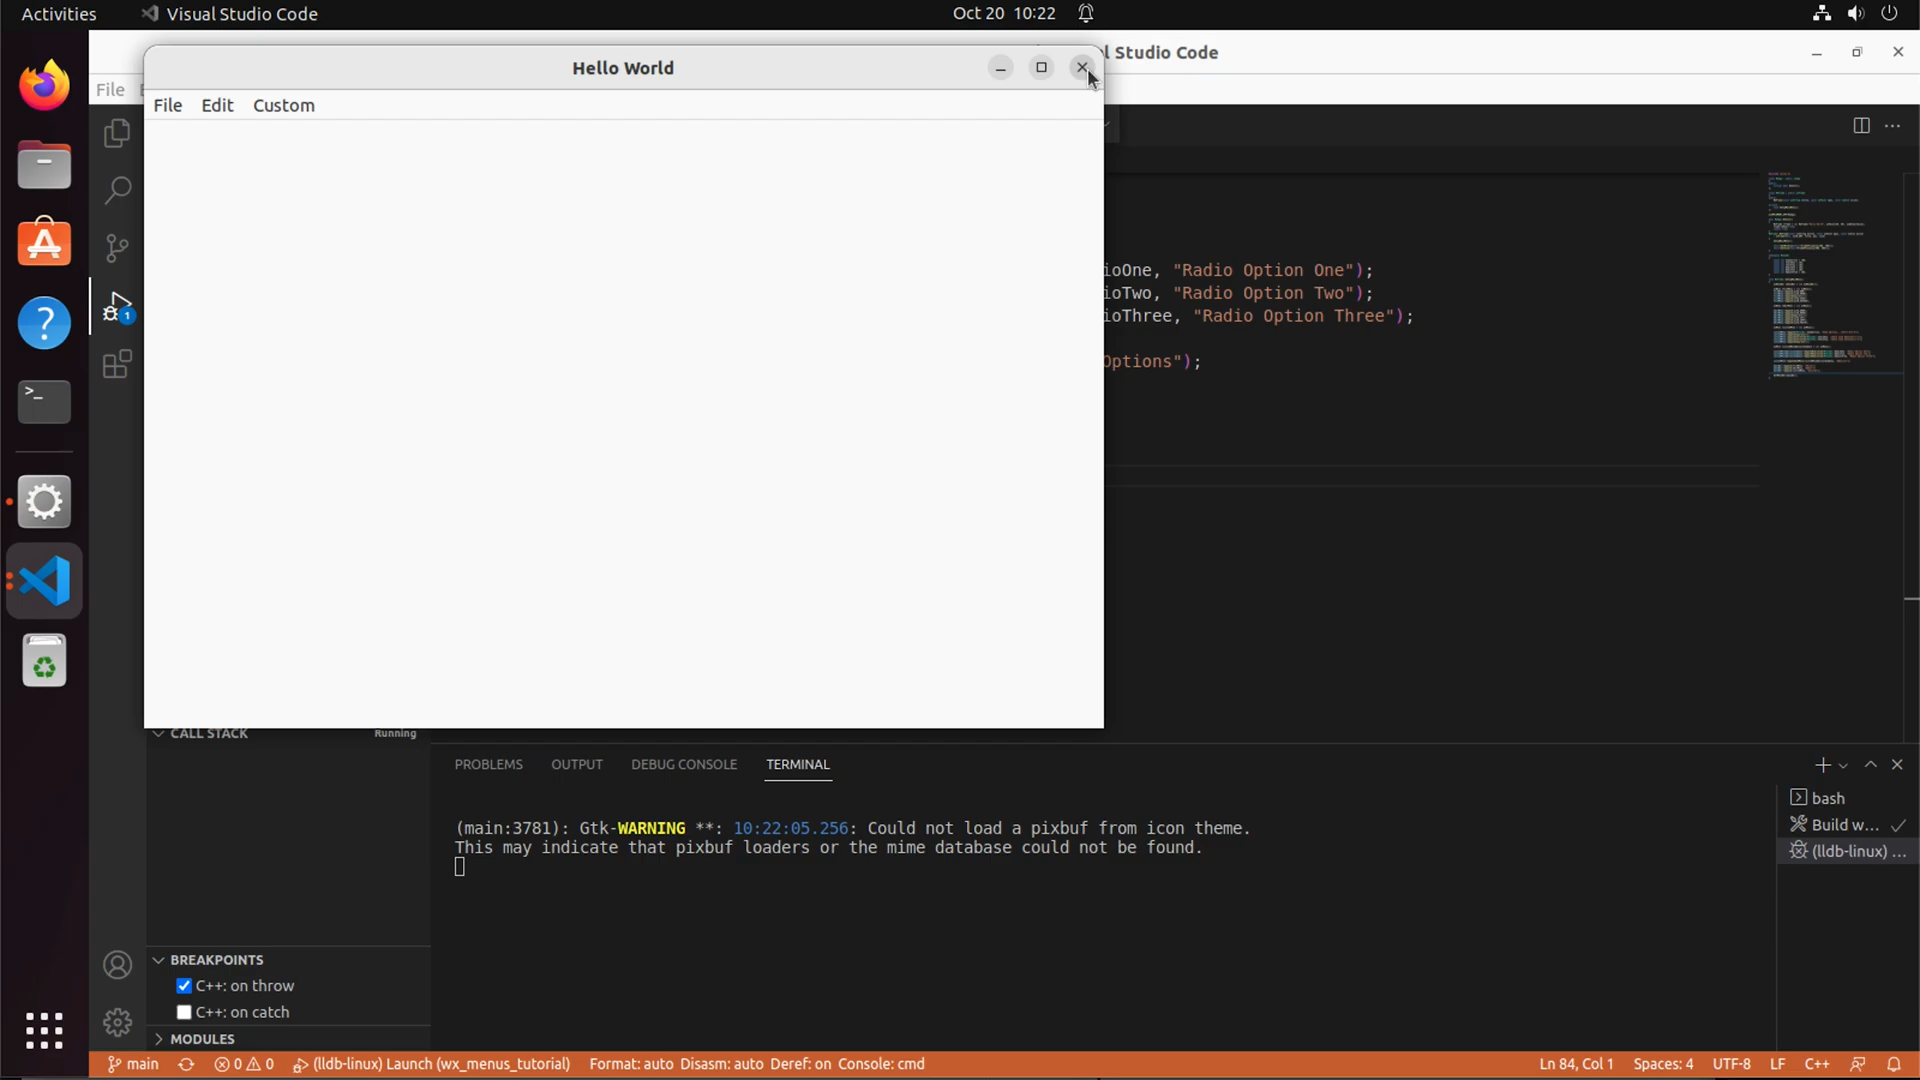 Activities
Visual Studio Code
Oct 20 10:22
l Studio Code
Hello World
File
File Edit Custom
ioOne, "Radio Option One");
ioTwo, "Radio Option Two");
ioThree, "Radio Option Three");
Options");
1
CALL STACK
Running
PROBLEMS OUTPUT DEBUG CONSOLE TERMINAL
(main:3781): Gtk-WARNING **: 10:22:05.256: Could not load a pixbuf from icon theme.
This may indicate that pixbuf loaders or the mime database could not be found.
bash
Build w...
(lldb-linux) ...
BREAKPOINTS
C++: on throw
C++: on catch
MODULES
main
0 0
(lldb-linux) Launch (wx_menus_tutorial)
Format: auto Disasm: auto Deref: on Console: cmd
Ln 84, Col 1
Spaces: 4
UTF-8
LF
C++